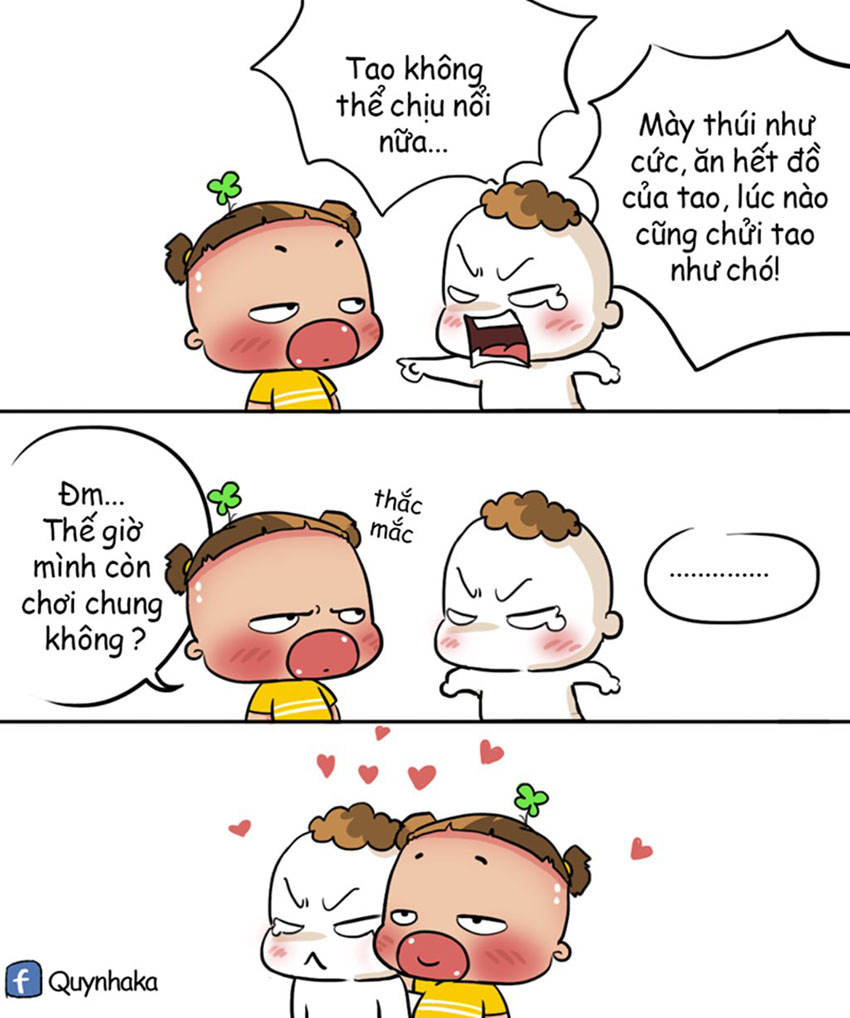 Tao không
thể chịu nổi
nữa...
Mày thúi như
cức, ăn hết đồ
của tao, lúc nào
cũng chửi tao
như chó!
Đm...
Thế giờ
mình còn
chơi chung
không ?
thắc
mắc
..............
f Quynhaka